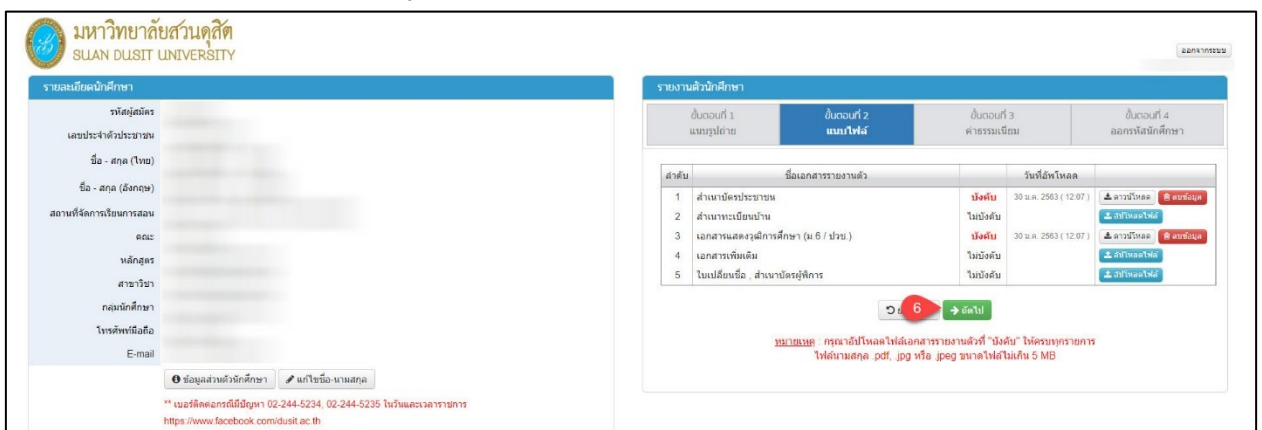 มหาวิทยาลัยสวนดุสิต
SUAN DUSIT UNIVERSITY
ออกจากระบบ
รายละเอียดนักศึกษา
รหัสผู้สมัคร
เลขประจำตัวประชาชน
ชื่อ - สกุล (ไทย)
ชื่อ - สกุล (อังกฤษ)
สถานที่จัดการเรียนการสอน
คณะ
หลักสูตร
สาขาวิชา
กลุ่มนักศึกษา
โทรศัพท์มือถือ
E-mail
ข้อมูลส่วนตัวนักศึกษา แก้ไขชื่อ-นามสกุล
** เบอร์ติดต่อกรณีมีปัญหา 02-244-5234, 02-244-5235 ในวันและเวลาราชการ
https://www.facebook.com/dusit.ac.th
รายงานตัวนักศึกษา
ขั้นตอนที่ 1 ขั้นตอนที่ 2 ขั้นตอนที่ 3 ขั้นตอนที่ 4
แนบรูปถ่าย แนบไฟล์ ค่าธรรมเนียม ออกรหัสนักศึกษา
ลำดับ ชื่อเอกสารรายงานตัว วันที่อัพโหลด
1 สำเนาบัตรประชาชน บังคับ 30 ม.ค. 2563 ( 12:07 ) ดาวน์โหลด ลบข้อมูล
2 สำเนาทะเบียนบ้าน ไม่บังคับ อัปโหลดไฟล์
3 เอกสารแสดงวุฒิการศึกษา (ม.6 / ปวช.) บังคับ 30 ม.ค. 2563 ( 12:07 ) ดาวน์โหลด ลบข้อมูล
4 เอกสารเพิ่มเติม ไม่บังคับ อัปโหลดไฟล์
5 ใบเปลี่ยนชื่อ , สำเนาบัตรผู้พิการ ไม่บังคับ อัปโหลดไฟล์
6 ถัดไป
หมายเหตุ : กรุณาอัปโหลดไฟล์เอกสารรายงานตัวที่ "บังคับ" ให้ครบทุกรายการ
ไฟล์นามสกุล .pdf, .jpg หรือ .jpeg ขนาดไฟล์ไม่เกิน 5 MB